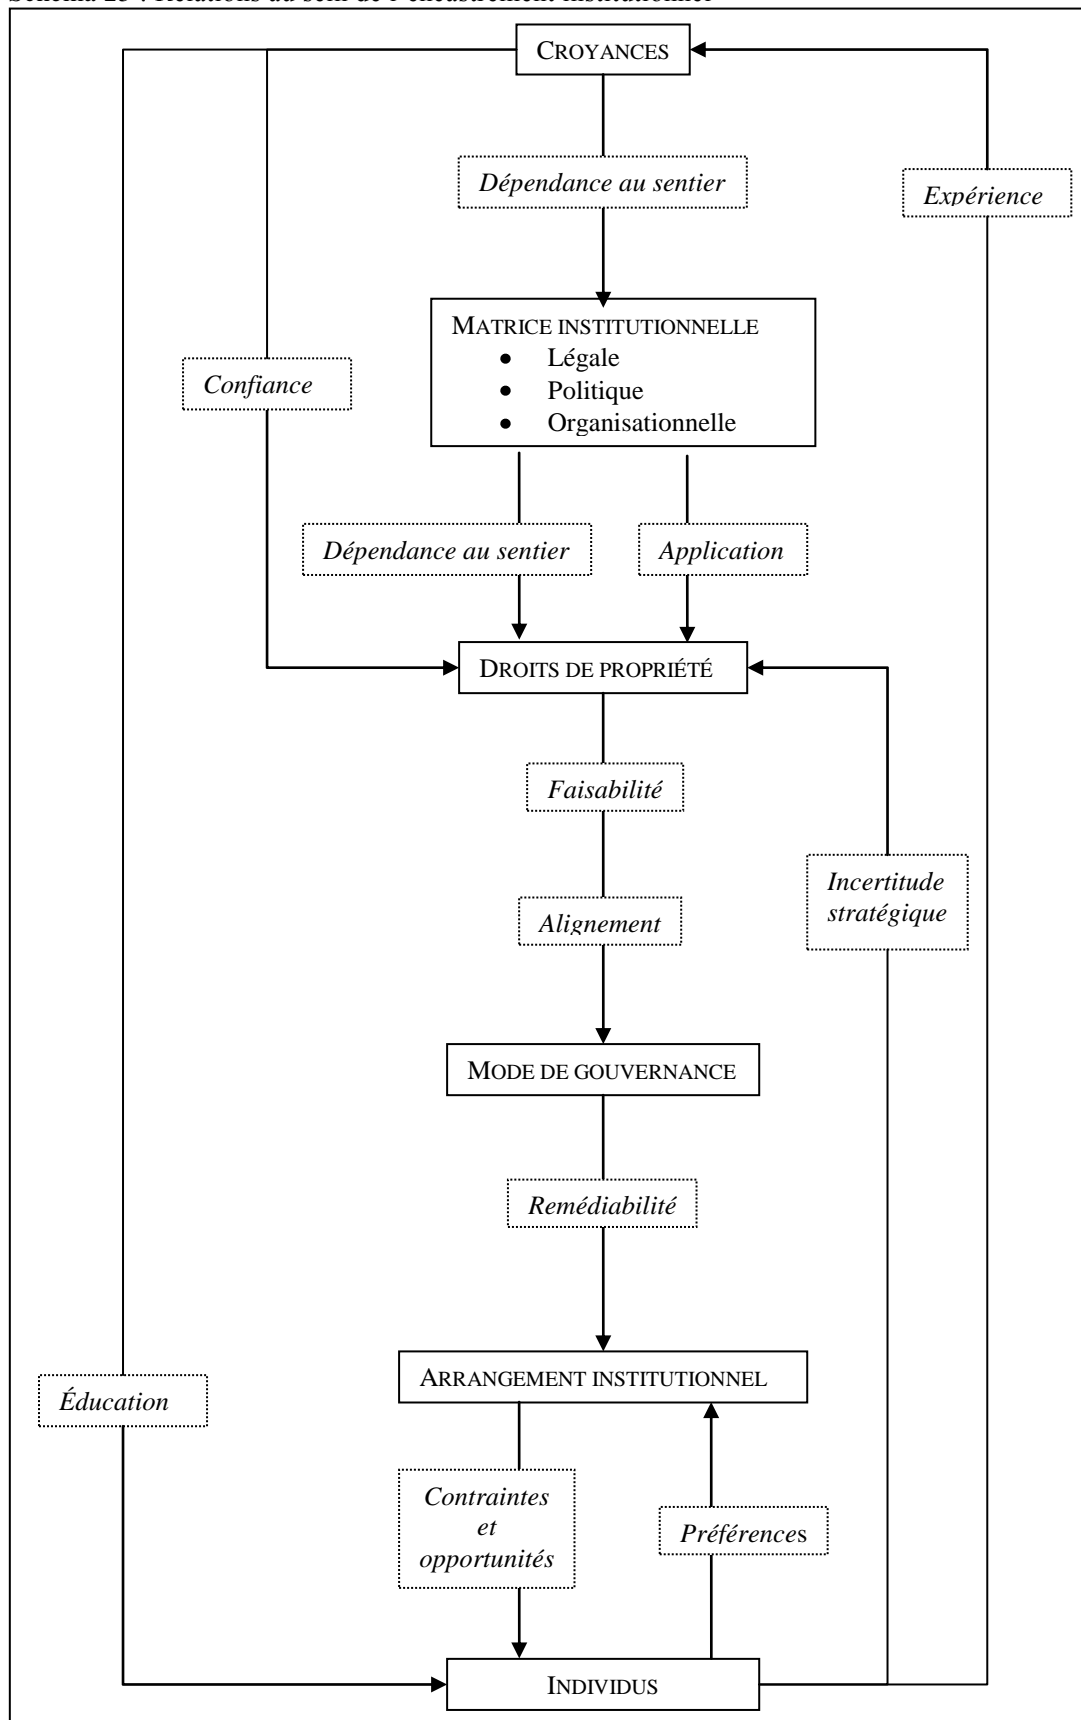 Schéma 23 : Relations au sein de l'encastrement institutionnel
CROYANCES
Dépendance au sentier
Expérience
MATRICE INSTITUTIONNELLE
• Légale
• Politique
• Organisationnelle
Confiance
Dépendance au sentier
Application
DROITS DE PROPRIÉTÉ
Faisabilité
Incertitude
stratégique
Alignement
MODE DE GOUVERNANCE
Remédiabilité
ARRANGEMENT INSTITUTIONNEL
Éducation
Contraintes
et
opportunités
Préférences
INDIVIDUS